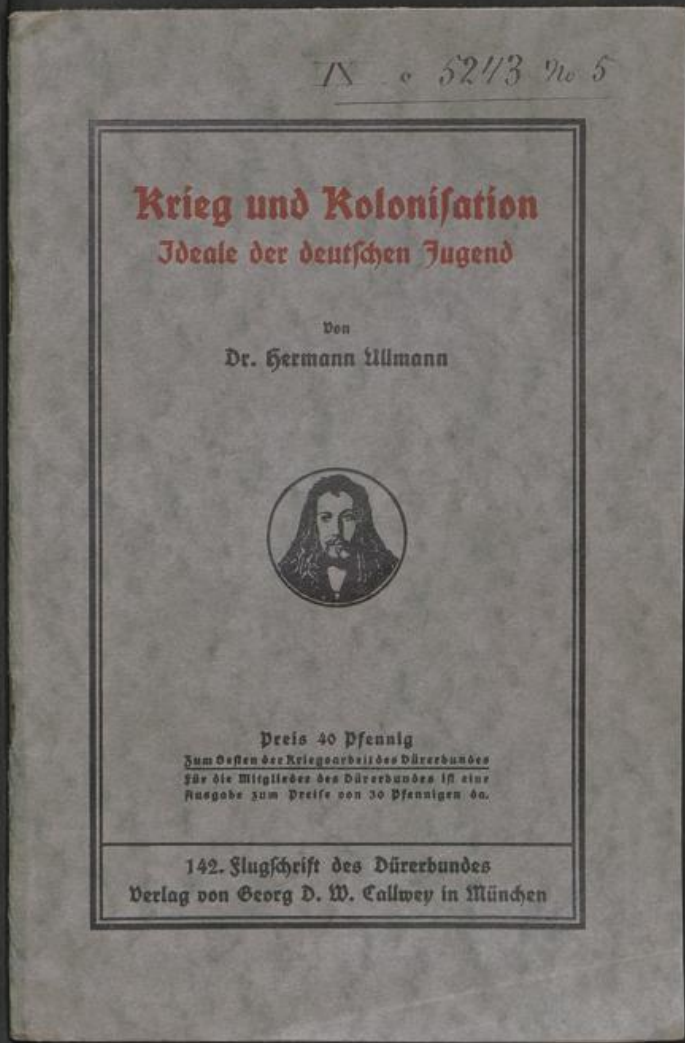 IX c 5243 No 5
Krieg und Koloniſation
Ideale der deutſchen Jugend
Von
Dr. Hermann Ullmann
Preis 40 Pfennig
Zum Beſten der Kriegsarbeit des Dürerbundes
Für die Mitglieder des Dürerbundes iſt eine
Ausgabe zum Preiſe von 30 Pfennigen da.
142. Flugſchrift des Dürerbundes
Verlag von Georg D. W. Callwey in München